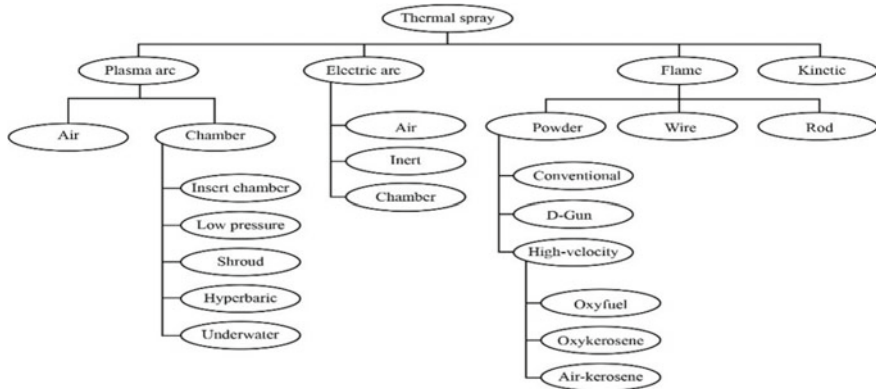 Thermal spray
Plasma arc
Electric arc
Flame
Kinetic
Air
Chamber
Insert chamber
Low pressure
Shroud
Hyperbaric
Underwater
Air
Inert
Chamber
Powder
Wire
Rod
Conventional
D-Gun
High-velocity
Oxyfuel
Oxykerosene
Air-kerosene